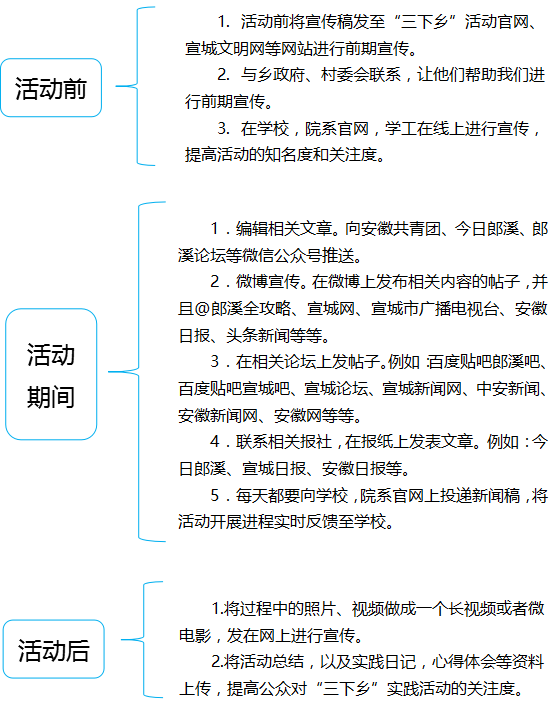 活动前
1. 活动前将宣传稿发至“三下乡”活动官网、
宣城文明网等网站进行前期宣传。
2. 与乡政府、村委会联系，让他们帮助我们进
行前期宣传。
3. 在学校，院系官网，学工在线上进行宣传，
提高活动的知名度和关注度。
活动
期间
1．编辑相关文章。向安徽共青团、今日郎溪、郎
溪论坛等微信公众号推送。
2．微博宣传。在微博上发布相关内容的帖子，并
且@郎溪全攻略、宣城网、宣城市广播电视台、安徽
日报、头条新闻等等。
3．在相关论坛上发帖子。例如：百度贴吧郎溪吧、
百度贴吧宣城吧、宣城论坛、宣城新闻网、中安新闻、
安徽新闻网、安徽网等等。
4．联系相关报社，在报纸上发表文章。例如：今
日郎溪、宣城日报、安徽日报等。
5．每天都要向学校，院系官网上投递新闻稿，将
活动开展进程实时反馈至学校。
活动后
1.将过程中的照片、视频做成一个长视频或者微
电影，发在网上进行宣传。
2.将活动总结，以及实践日记，心得体会等资料
上传，提高公众对“三下乡”实践活动的关注度。